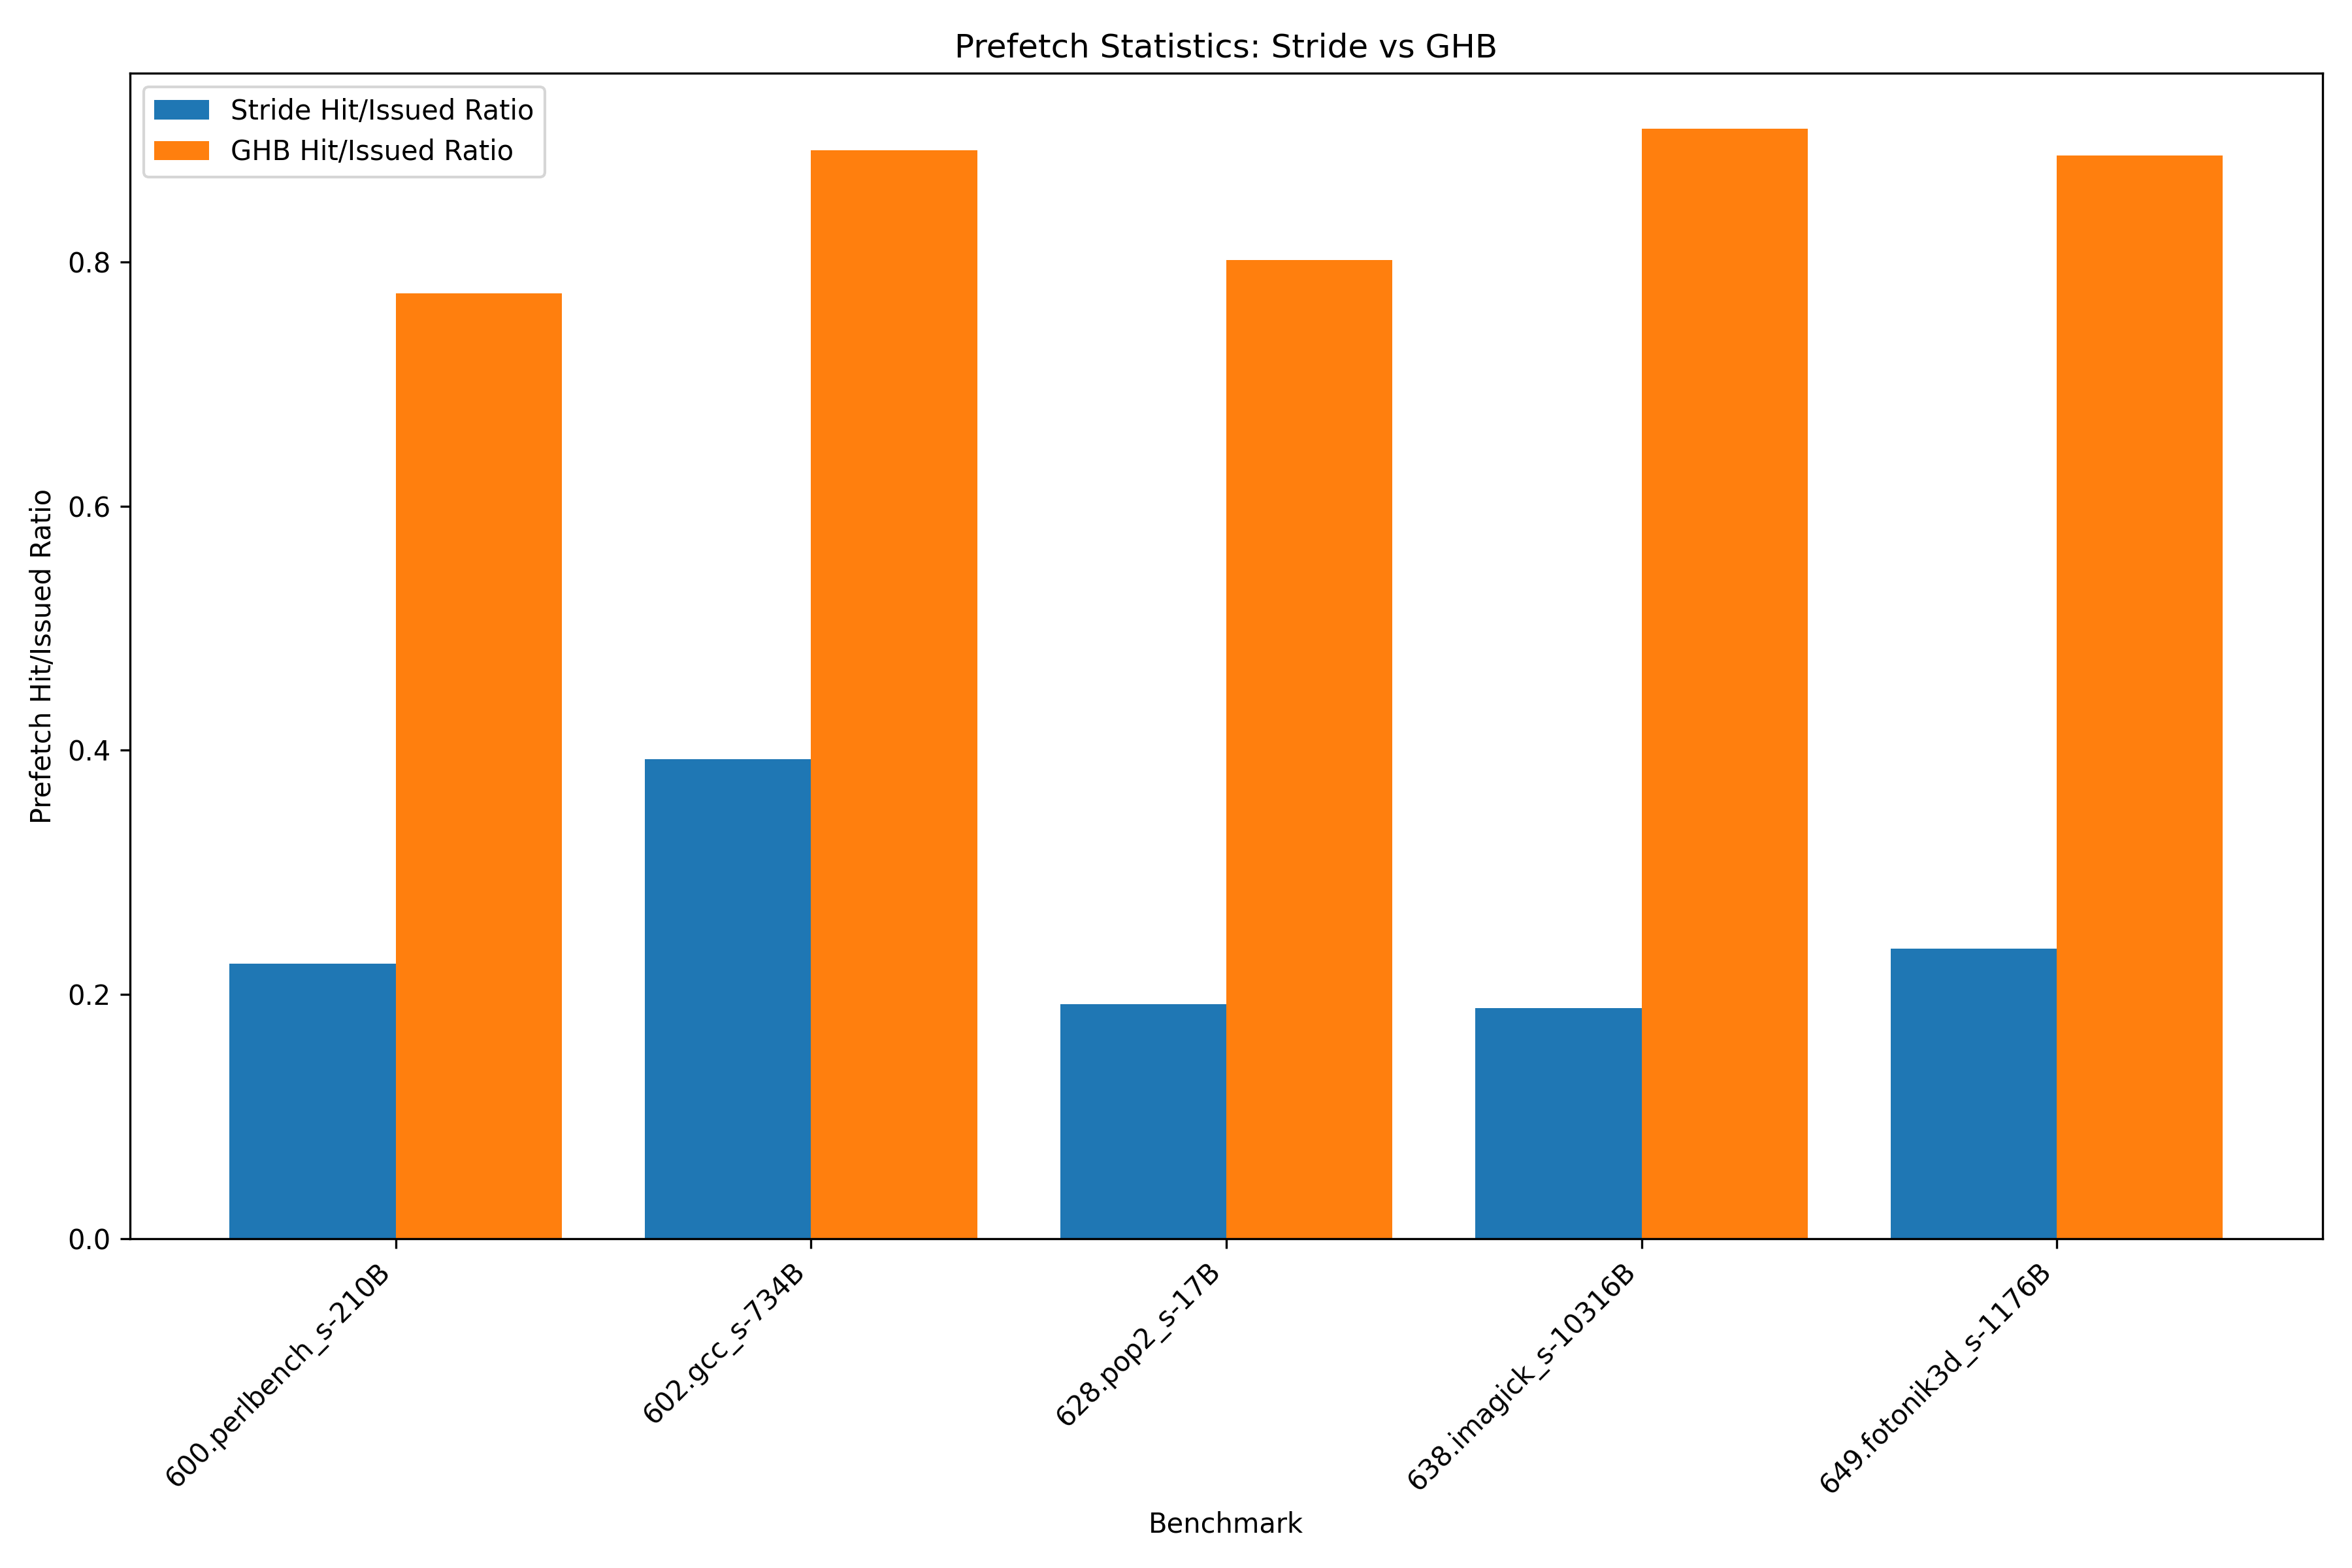 Prefetch Statistics: Stride vs GHB
Stride Hit/Issued Ratio
GHB Hit/Issued Ratio
Prefetch Hit/Issued Ratio
0.8
0.6
0.4
0.2
0.0
600.perlbench_s-210B
602.gcc_s-734B
628.pop2_s-17B
638.imagick_s-10316B
649.fotonik3d_s-1176B
Benchmark